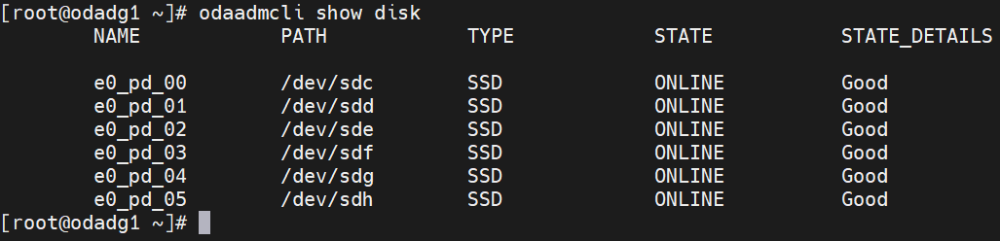 [root@odadg1 ~]# odaadmcli show disk
NAME PATH TYPE STATE STATE_DETAILS
e0_pd_00 /dev/sdc SSD ONLINE Good
e0_pd_01 /dev/sdd SSD ONLINE Good
e0_pd_02 /dev/sde SSD ONLINE Good
e0_pd_03 /dev/sdf SSD ONLINE Good
e0_pd_04 /dev/sdg SSD ONLINE Good
e0_pd_05 /dev/sdh SSD ONLINE Good
[root@odadg1 ~]#